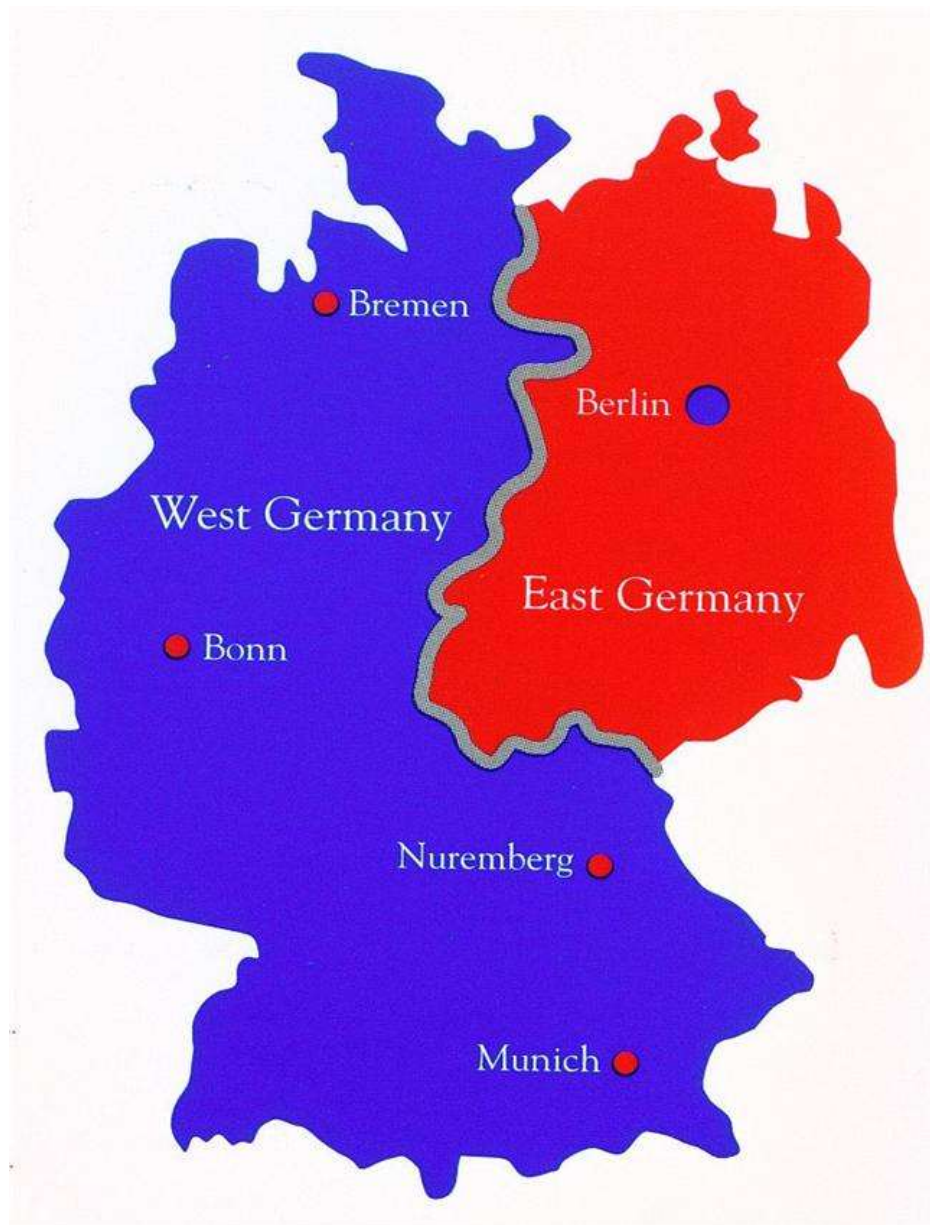 Bremen
Berlin
West Germany
East Germany
Bonn
Nuremberg
Munich